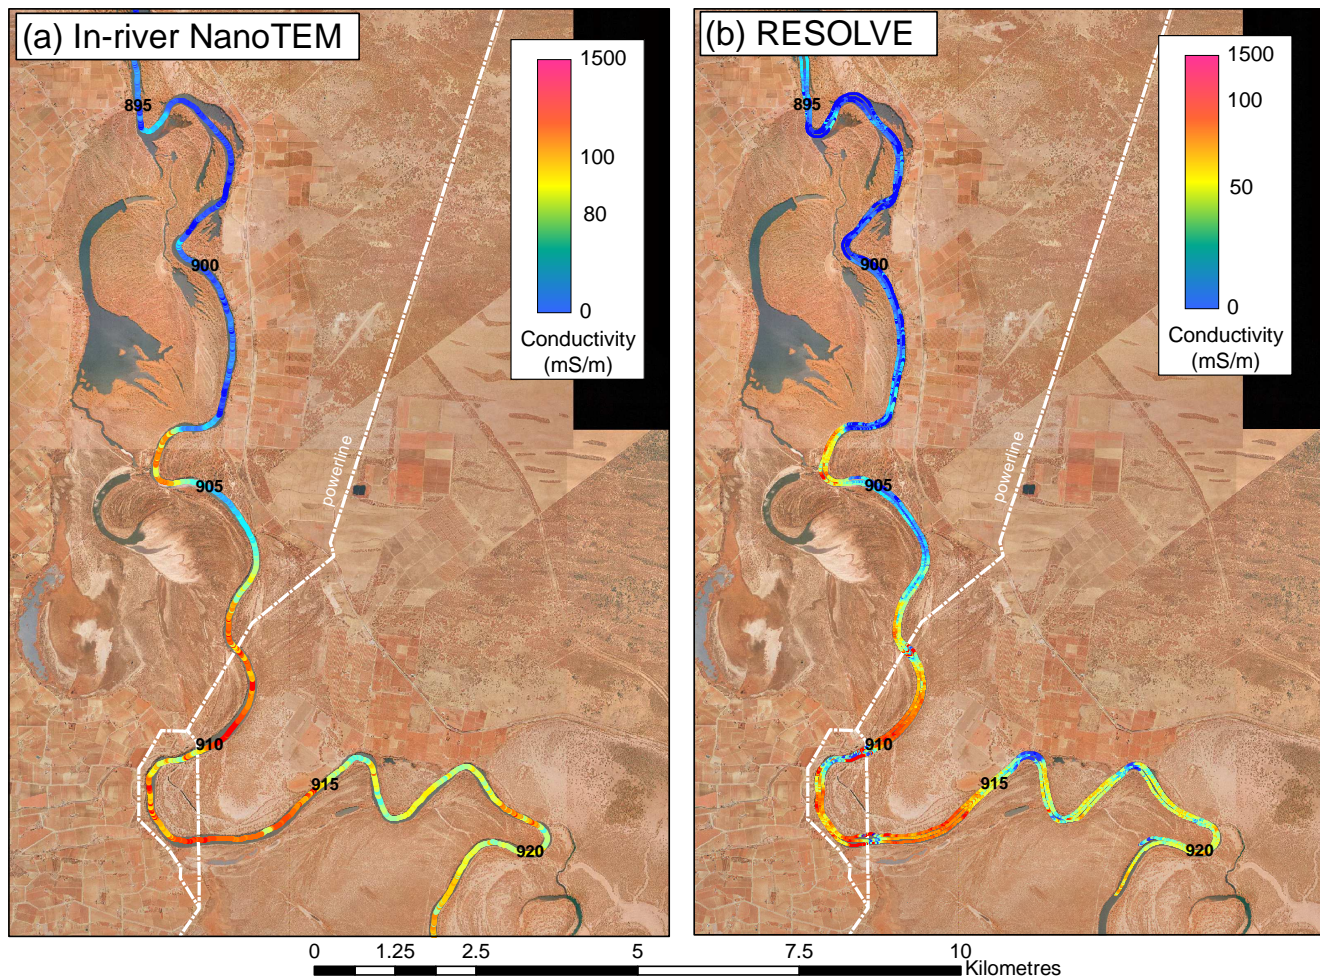 (a) In-river NanoTEM
1500
100
80
0
Conductivity
(mS/m)
895
900
powerline
905
910
915
920
(b) RESOLVE
1500
100
50
0
Conductivity
(mS/m)
895
900
powerline
905
910
915
920
0 1.25 2.5 5 7.5 10
Kilometres